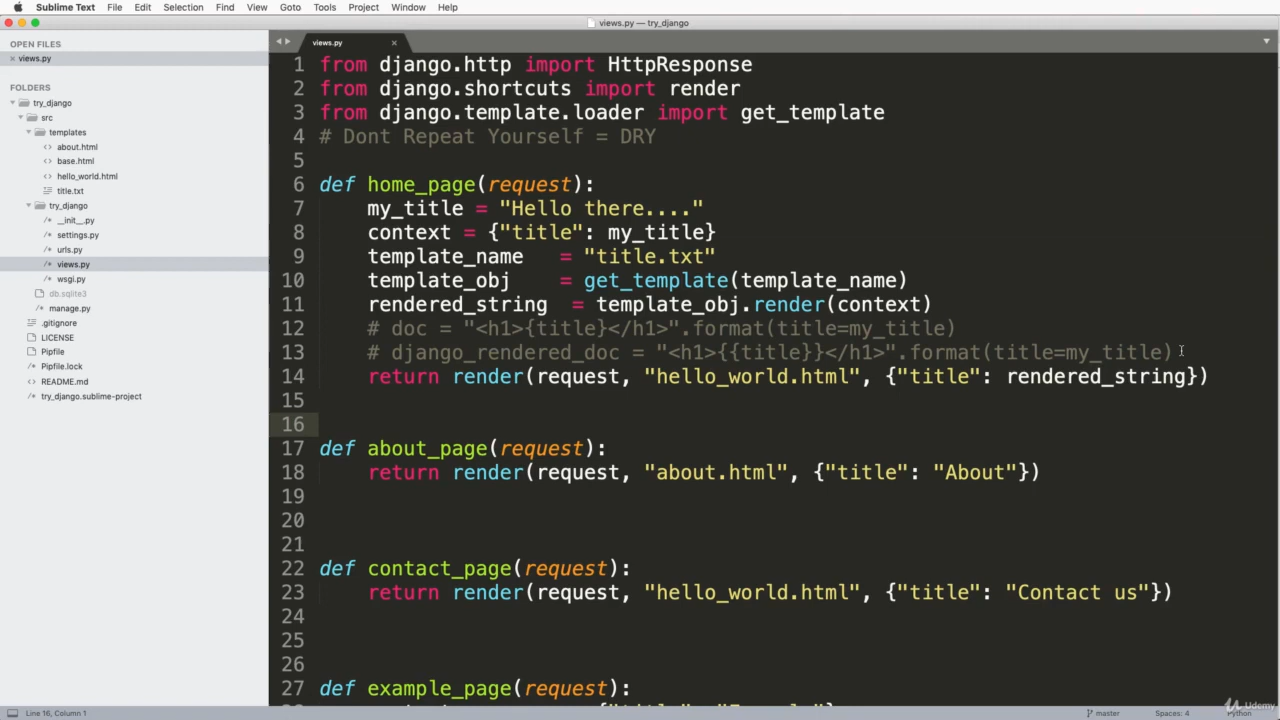 Sublime Text File Edit Selection Find View Goto Tools Project Window Help
views.py — try_django
OPEN FILES
views.py
FOLDERS
try_django
src
templates
about.html
base.html
hello_world.html
title.txt
try_django
__init__.py
settings.py
urls.py
views.py
wsgi.py
db.sqlite3
manage.py
.gitignore
LICENSE
Pipfile
Pipfile.lock
README.md
try_django.sublime-project
views.py
1 from django.http import HttpResponse
2 from django.shortcuts import render
3 from django.template.loader import get_template
4 # Dont Repeat Yourself = DRY
5
6 def home_page(request):
7 my_title = "Hello there...."
8 context = {"title": my_title}
9 template_name = "title.txt"
10 template_obj = get_template(template_name)
11 rendered_string = template_obj.render(context)
12 # doc = "<h1>{title}</h1>".format(title=my_title)
13 # django_rendered_doc = "<h1>{{title}}</h1>".format(title=my_title)
14 return render(request, "hello_world.html", {"title": rendered_string})
15
16
17 def about_page(request):
18 return render(request, "about.html", {"title": "About"})
19
20
21
22 def contact_page(request):
23 return render(request, "hello_world.html", {"title": "Contact us"})
24
25
26
27 def example_page(request):
Line 16, Column 1
master
Spaces: 4
Python
Udemy